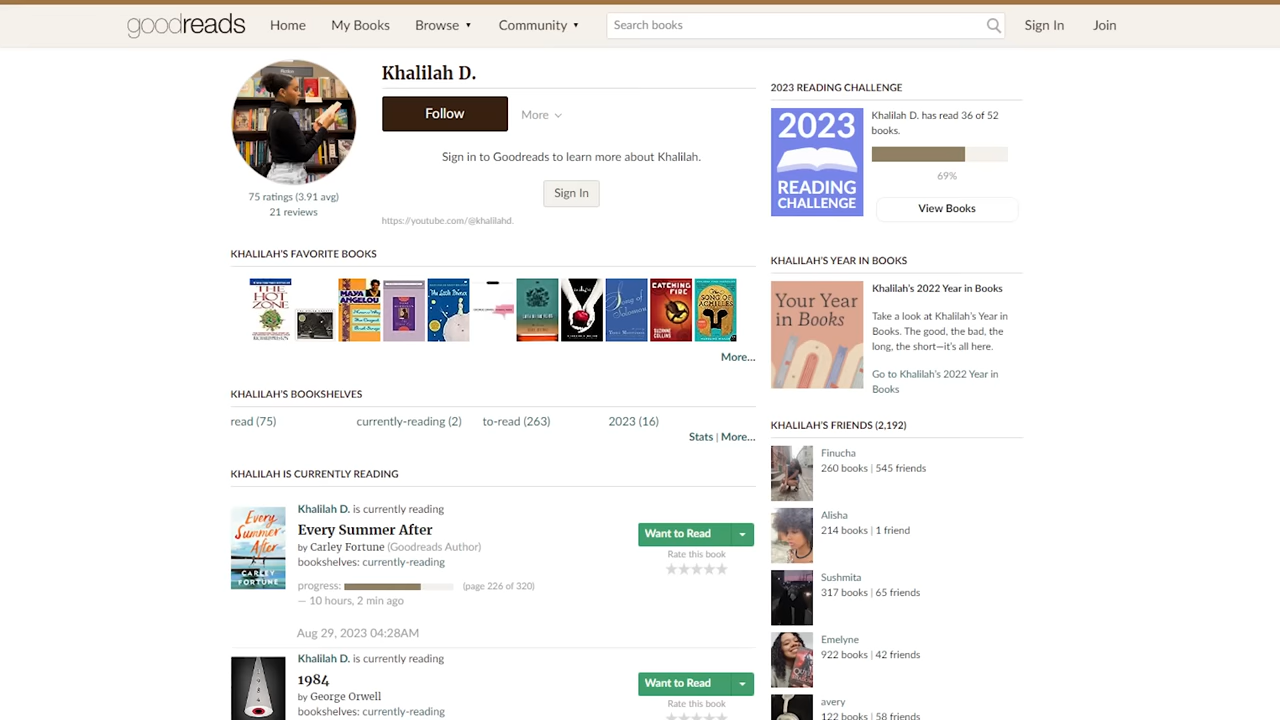 goodreads Home My Books Browse ▼ Community ▼ Search books Sign In Join
Khalilah D.
Follow
More
Sign in to Goodreads to learn more about Khalilah.
Sign In
https://youtube.com/@khalilahd.
75 ratings (3.91 avg)
21 reviews
KHALILAH'S FAVORITE BOOKS
THE HOT ZONE
MAYA ANGELOU
The Little Prince
Song of Solomon
CATCHING FIRE
SUZANNE COLLINS
THE SONG OF ACHILLES
More...
KHALILAH'S BOOKSHELVES
read (75) currently-reading (2) to-read (263) 2023 (16)
Stats | More...
KHALILAH IS CURRENTLY READING
Every Summer After
CARLEY FORTUNE
Khalilah D. is currently reading
Every Summer After
by Carley Fortune (Goodreads Author)
bookshelves: currently-reading
progress: (page 226 of 320)
— 10 hours, 2 min ago
Aug 29, 2023 04:28AM
Want to Read
Rate this book
Khalilah D. is currently reading
1984
by George Orwell
bookshelves: currently-reading
Want to Read
Rate this book
2023 READING CHALLENGE
2023
READING
CHALLENGE
Khalilah D. has read 36 of 52
books.
69%
View Books
KHALILAH'S YEAR IN BOOKS
Your Year
in Books
Khalilah's 2022 Year in Books
Take a look at Khalilah's Year in
Books. The good, the bad, the
long, the short—it's all here.
Go to Khalilah's 2022 Year in
Books
KHALILAH'S FRIENDS (2,192)
Finucha
260 books | 545 friends
Alisha
214 books | 1 friend
Sushmita
317 books | 65 friends
Emelyne
922 books | 42 friends
avery
122 books | 58 friends